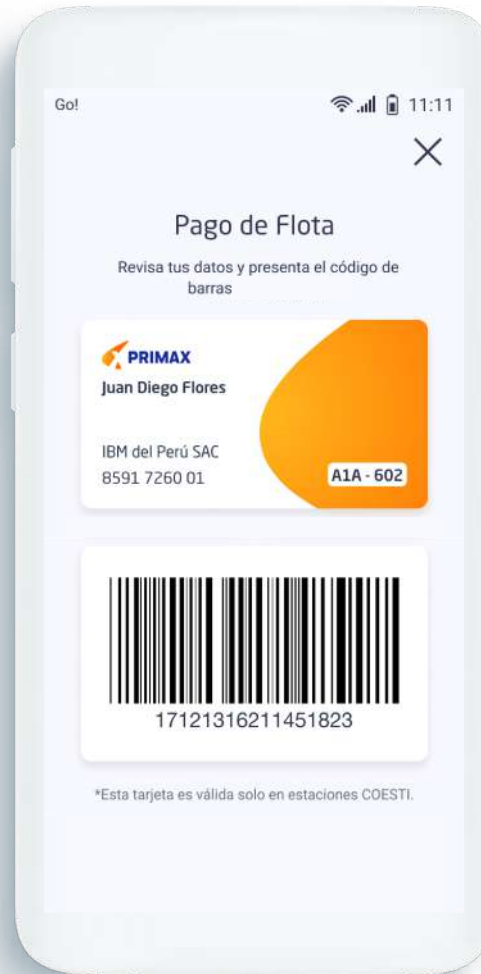 Go!
11:11
Pago de Flota
Revisa tus datos y presenta el código de
barras
PRIMAX
Juan Diego Flores
IBM del Perú SAC
8591 7260 01
A1A - 602
17121316211451823
*Esta tarjeta es válida solo en estaciones COESTI.